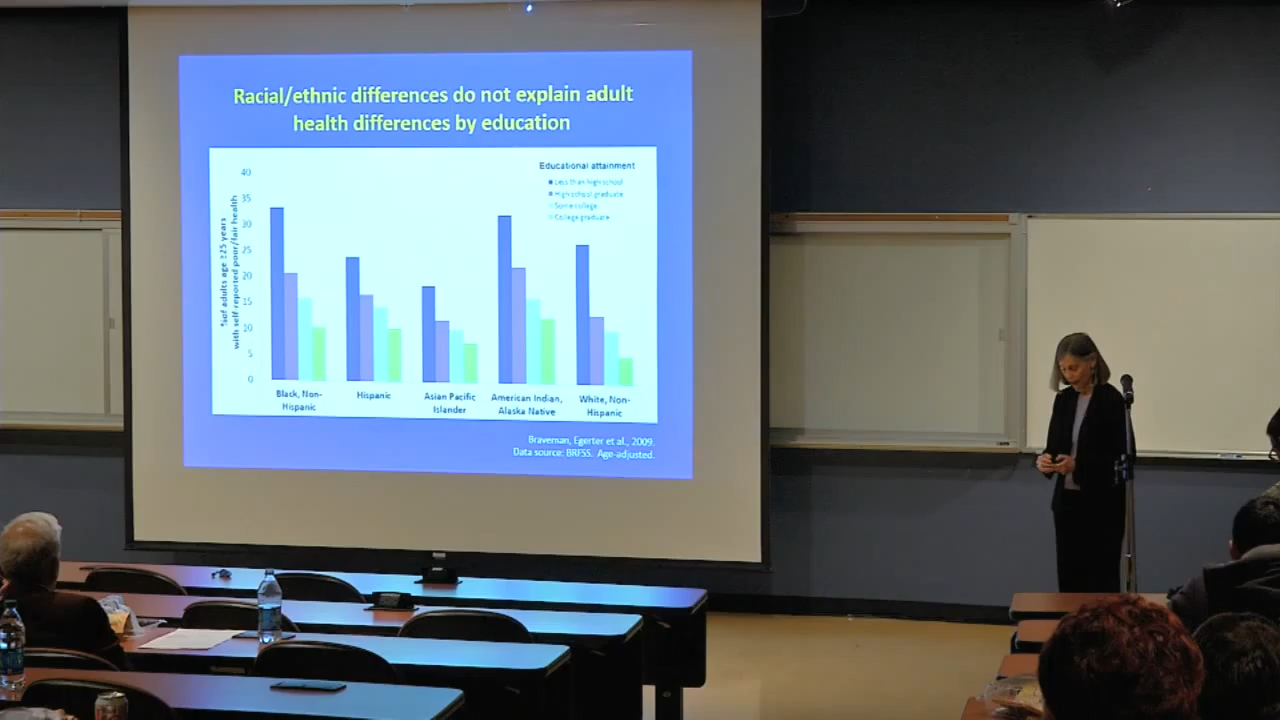 Racial/ethnic differences do not explain adult
health differences by education
Educational attainment
Less than high school
High school graduate
Some college
College graduate
% of adults age ≥25 years
with self-reported poor/fair health
40
35
30
25
20
15
10
5
0
Black, Non-
Hispanic
Hispanic
Asian Pacific
Islander
American Indian,
Alaska Native
White, Non-
Hispanic
Braveman, Egerter et al., 2009.
Data source: BRFSS. Age-adjusted.